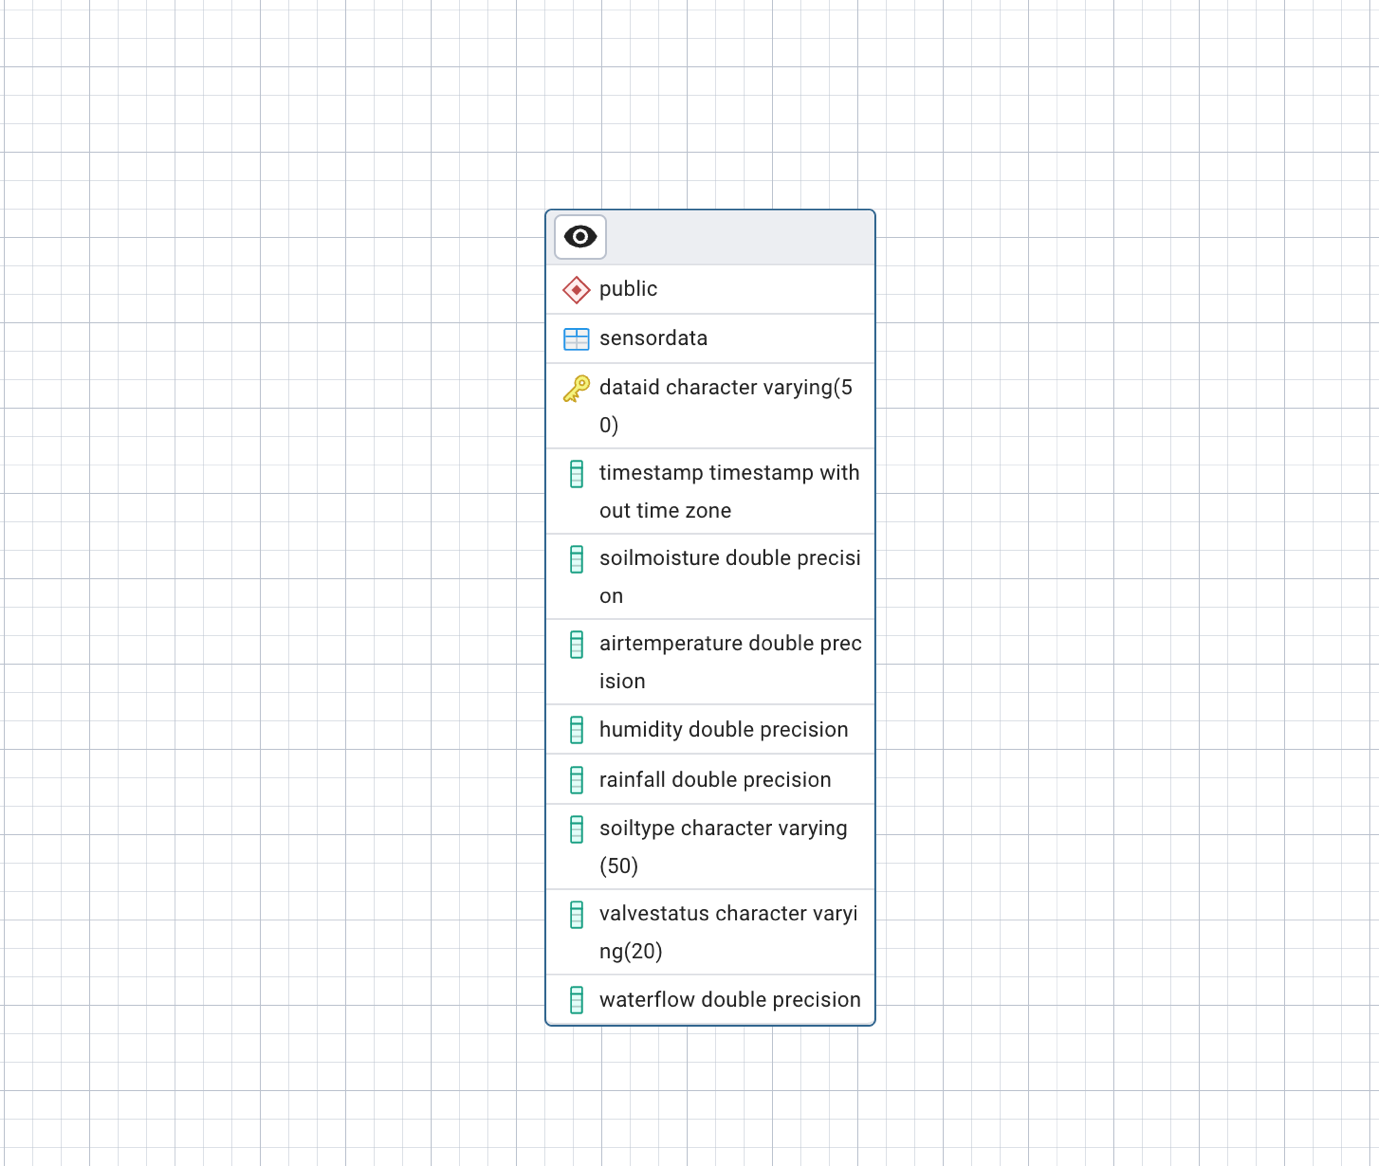 public
sensordata
dataid character varying(5
0)
timestamp timestamp with
out time zone
soilmoisture double precisi
on
airtemperature double prec
ision
humidity double precision
rainfall double precision
soiltype character varying
(50)
valvestatus character varyi
ng(20)
waterflow double precision